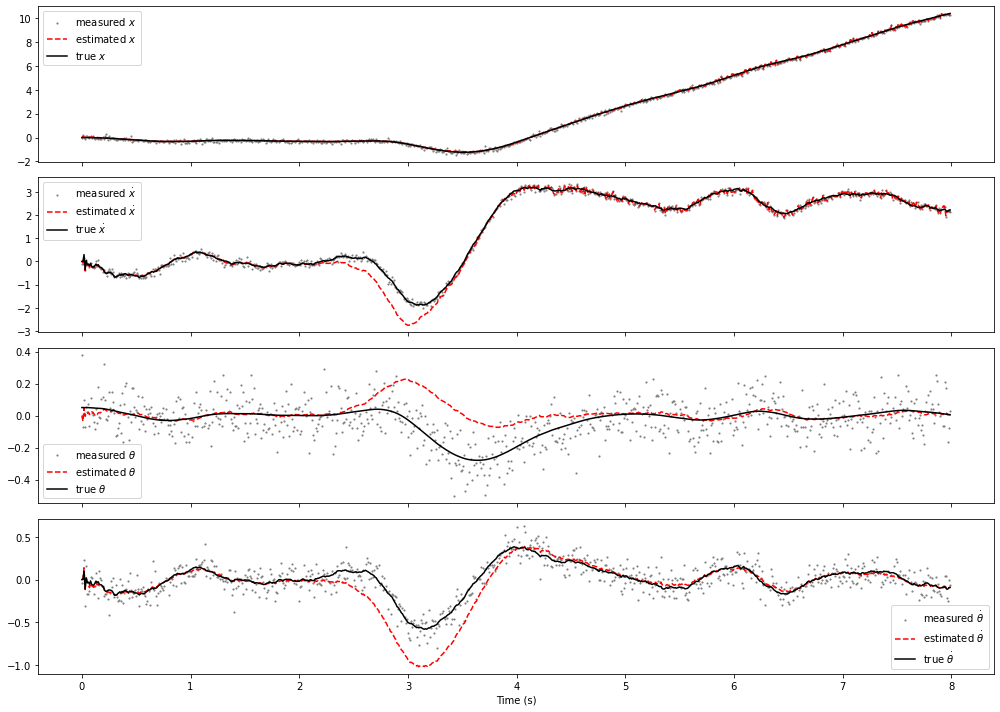 10
8
6
4
2
0
−2
measured x
estimated x
true x
3
2
1
0
−1
−2
−3
measured ẋ
estimated ẋ
true ẋ
0.4
0.2
0.0
−0.2
−0.4
measured θ
estimated θ
true θ
0.5
0.0
−0.5
−1.0
measured θ̇
estimated θ̇
true θ̇
0 1 2 3 4 5 6 7 8
Time (s)